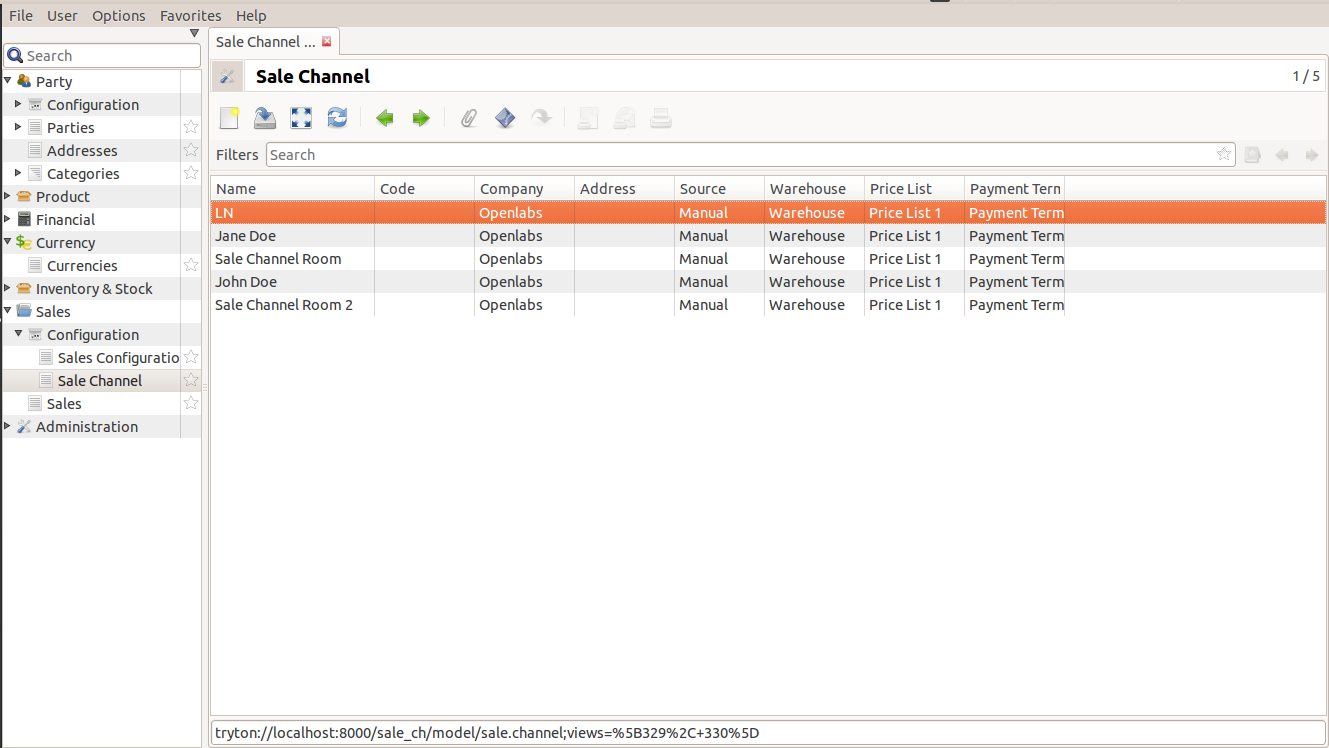 File User Options Favorites Help
Search
Party
Configuration
Parties
Addresses
Categories
Product
Financial
Currency
Currencies
Inventory & Stock
Sales
Configuration
Sales Configuratio
Sale Channel
Sales
Administration
Sale Channel ...
Sale Channel 1 / 5
Filters Search
Name Code Company Address Source Warehouse Price List Payment Tern
LN Openlabs Manual Warehouse Price List 1 Payment Term
Jane Doe Openlabs Manual Warehouse Price List 1 Payment Term
Sale Channel Room Openlabs Manual Warehouse Price List 1 Payment Term
John Doe Openlabs Manual Warehouse Price List 1 Payment Term
Sale Channel Room 2 Openlabs Manual Warehouse Price List 1 Payment Term
tryton://localhost:8000/sale_ch/model/sale.channel;views=%5B329%2C+330%5D